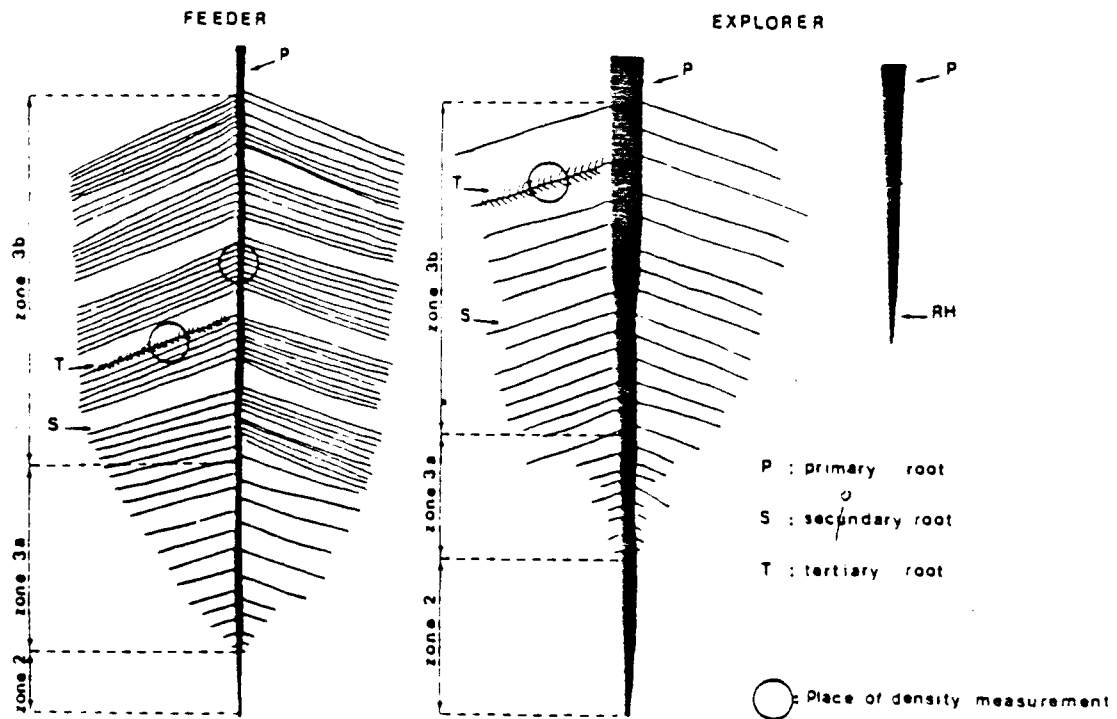 FEEDER
P
zone 3b
T
S
zone 3a
zone 2
EXPLORER
P
T
zone 3b
S
zone 3a
zone 2
P
RH
P : primary root
o
S : secundary root
T : tertiary root
: Place of density measurement